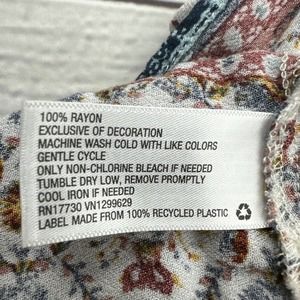 100% RAYON
EXCLUSIVE OF DECORATION
MACHINE WASH COLD WITH LIKE COLORS
GENTLE CYCLE
ONLY NON-CHLORINE BLEACH IF NEEDED
TUMBLE DRY LOW, REMOVE PROMPTLY
COOL IRON IF NEEDED
RN17730 VN1299629
LABEL MADE FROM 100% RECYCLED PLASTIC